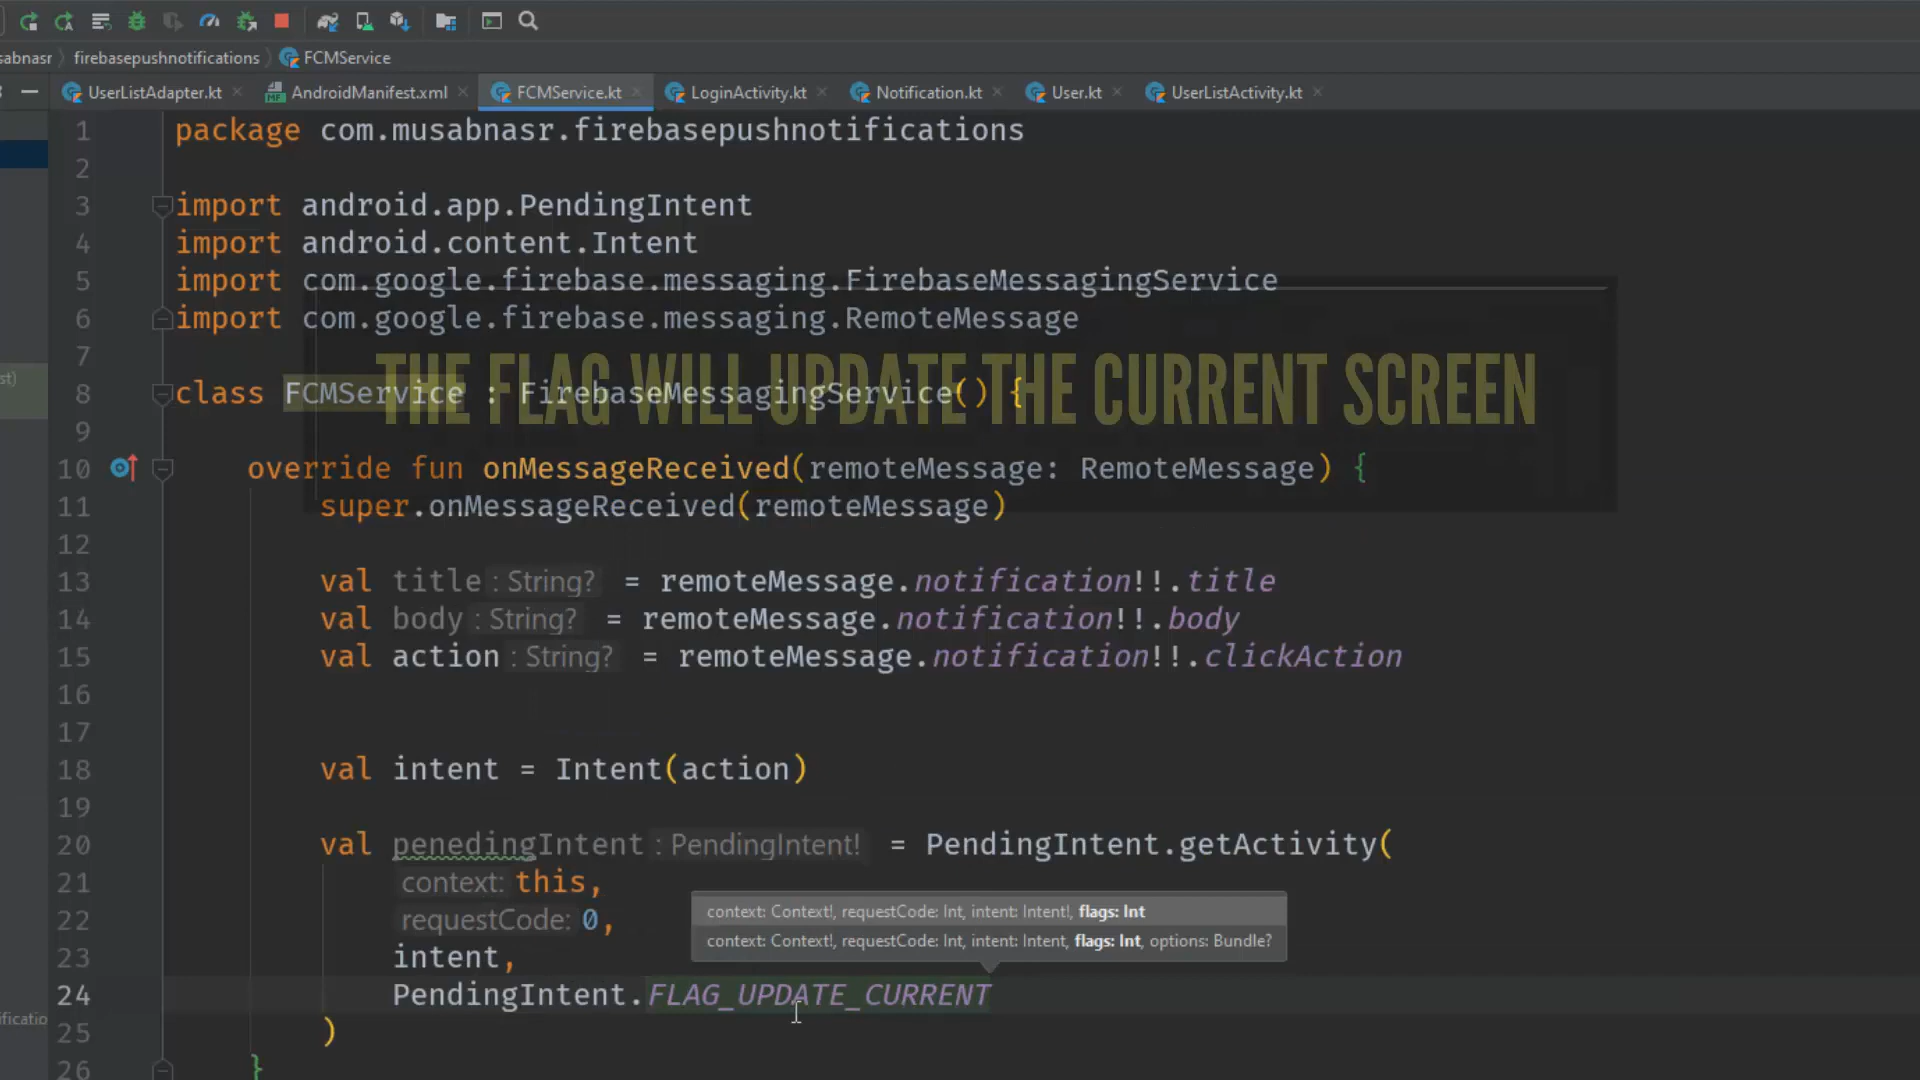 sabnasr
firebasepushnotifications
FCMService
UserListAdapter.kt
AndroidManifest.xml
FCMService.kt
LoginActivity.kt
Notification.kt
User.kt
UserListActivity.kt
1 package com.musabnasr.firebasepushnotifications
2
3 import android.app.PendingIntent
4 import android.content.Intent
5 import com.google.firebase.messaging.FirebaseMessagingService
6 import com.google.firebase.messaging.RemoteMessage
7
THE FLAG WILL UPDATE THE CURRENT SCREEN
st)
8 class FCMService : FirebaseMessagingService() {
9
10 override fun onMessageReceived(remoteMessage: RemoteMessage) {
11 super.onMessageReceived(remoteMessage)
12
13 val title : String? = remoteMessage.notification!!.title
14 val body : String? = remoteMessage.notification!!.body
15 val action : String? = remoteMessage.notification!!.clickAction
16
17
18 val intent = Intent(action)
19
20 val penedingIntent : PendingIntent! = PendingIntent.getActivity(
21 context: this,
22 requestCode: 0,
context: Context!, requestCode: Int, intent: Intent!, flags: Int
context: Context!, requestCode: Int, intent: Intent, flags: Int, options: Bundle?
23 intent,
24 PendingIntent.FLAG_UPDATE_CURRENT
ificatio
25 )
26 }